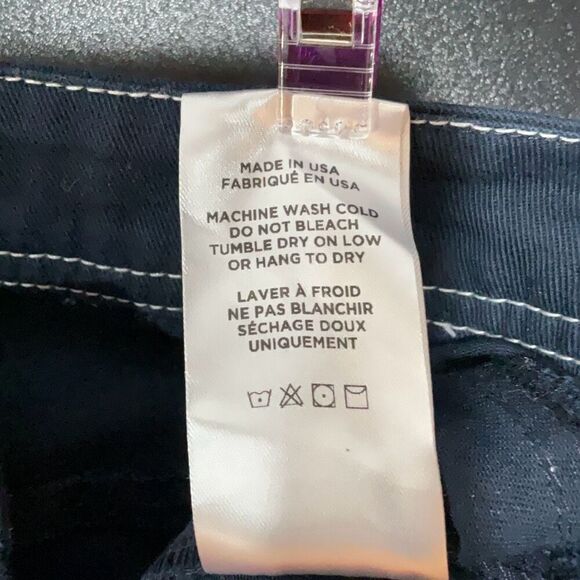 MADE IN USA
FABRIQUÉ EN USA
MACHINE WASH COLD
DO NOT BLEACH
TUMBLE DRY ON LOW
OR HANG TO DRY
LAVER À FROID
NE PAS BLANCHIR
SÉCHAGE DOUX
UNIQUEMENT